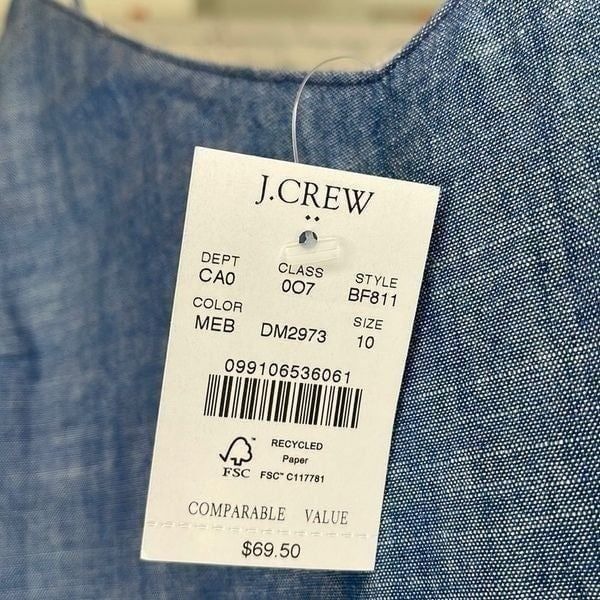 J.CREW
DEPT CLASS STYLE
CA0 0O7 BF811
COLOR SIZE
MEB DM2973 10
099106536061
RECYCLED
Paper
FSC FSC™ C117781
COMPARABLE VALUE
$69.50